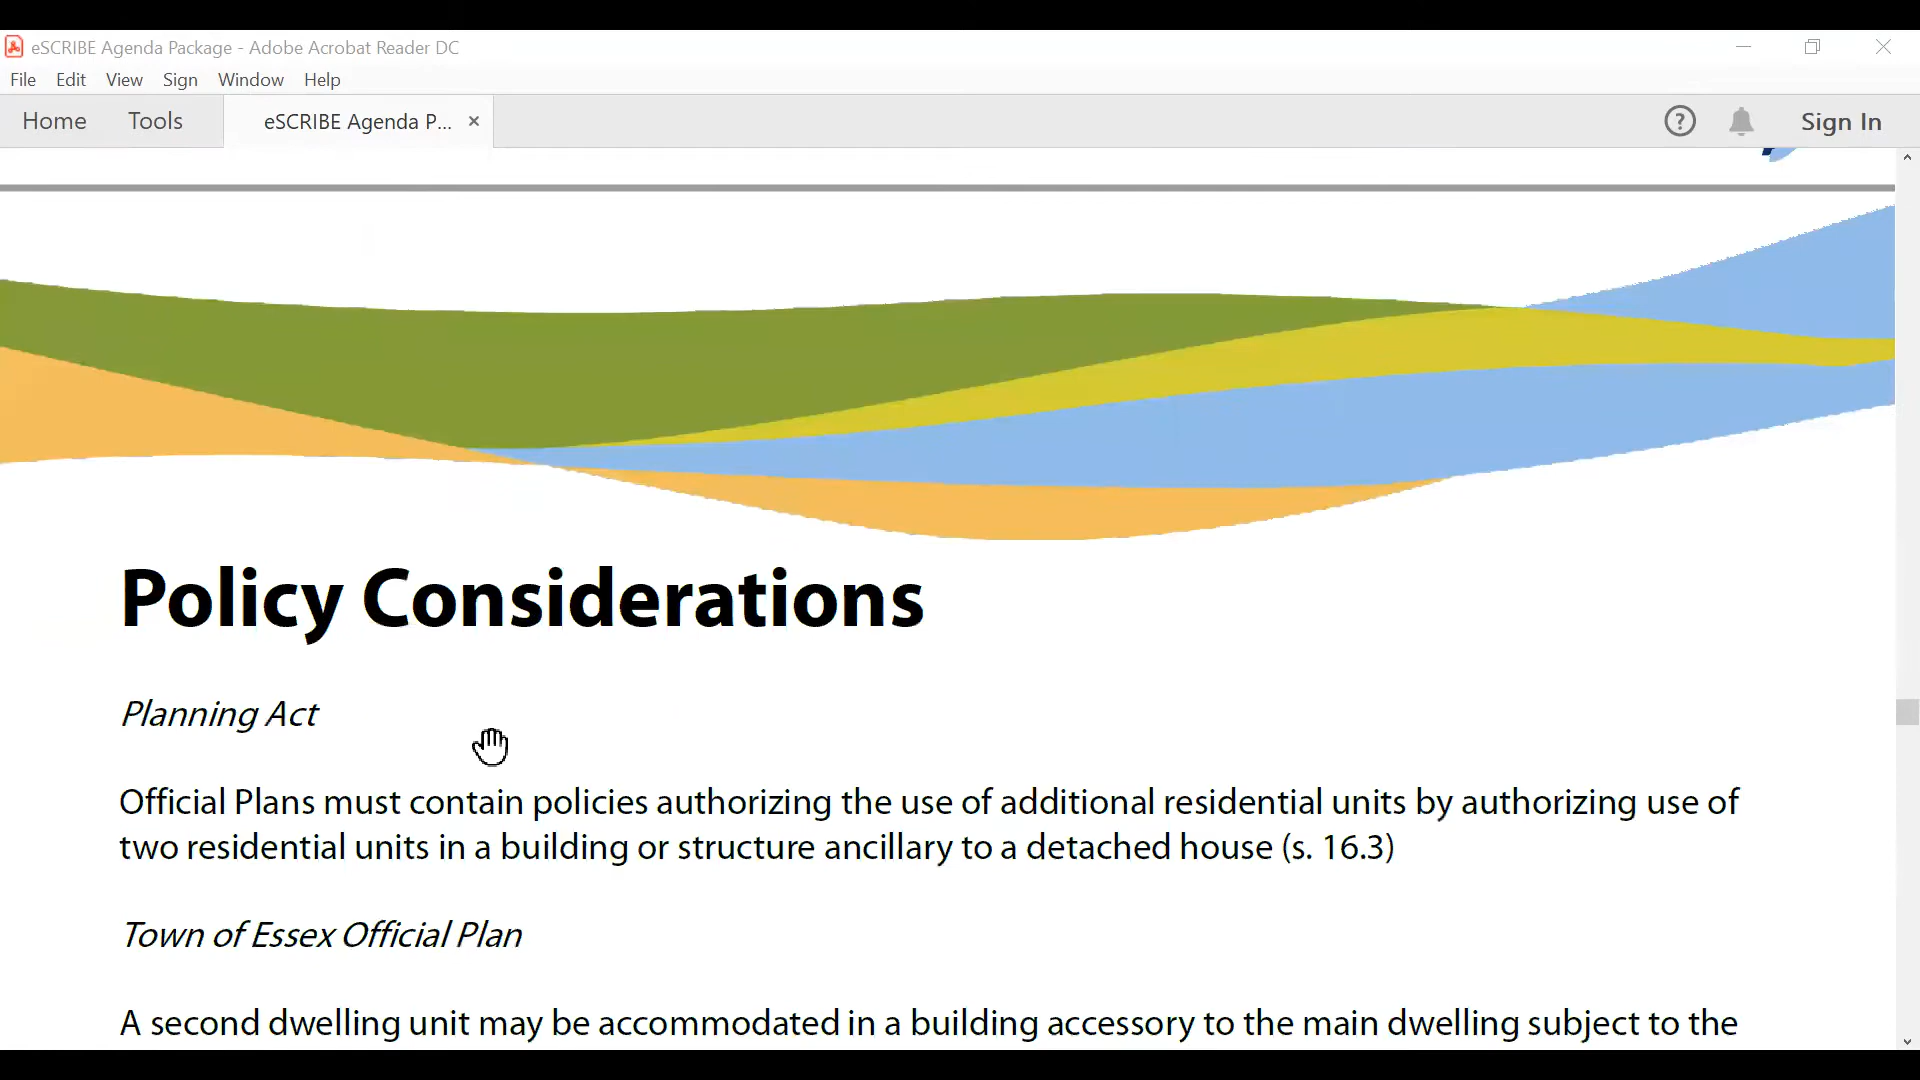 eSCRIBE Agenda Package - Adobe Acrobat Reader DC
File Edit View Sign Window Help
Home Tools eSCRIBE Agenda P... × ? Sign In
Policy Considerations
Planning Act
Official Plans must contain policies authorizing the use of additional residential units by authorizing use of
two residential units in a building or structure ancillary to a detached house (s. 16.3)
Town of Essex Official Plan
A second dwelling unit may be accommodated in a building accessory to the main dwelling subject to the